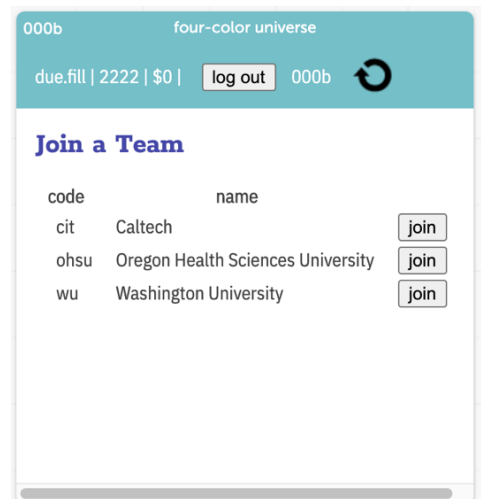 000b four-color universe
due.fill | 2222 | $0 | log out 000b
Join a Team
code name
cit Caltech join
ohsu Oregon Health Sciences University join
wu Washington University join